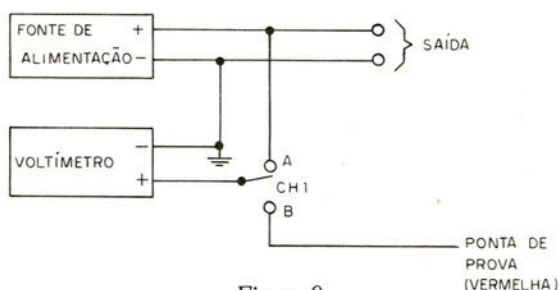 FONTE DE +
ALIMENTAÇÃO −
SAÍDA
VOLTÍMETRO
−
+
A
CH1
B
PONTA DE
PROVA
(VERMELHA)